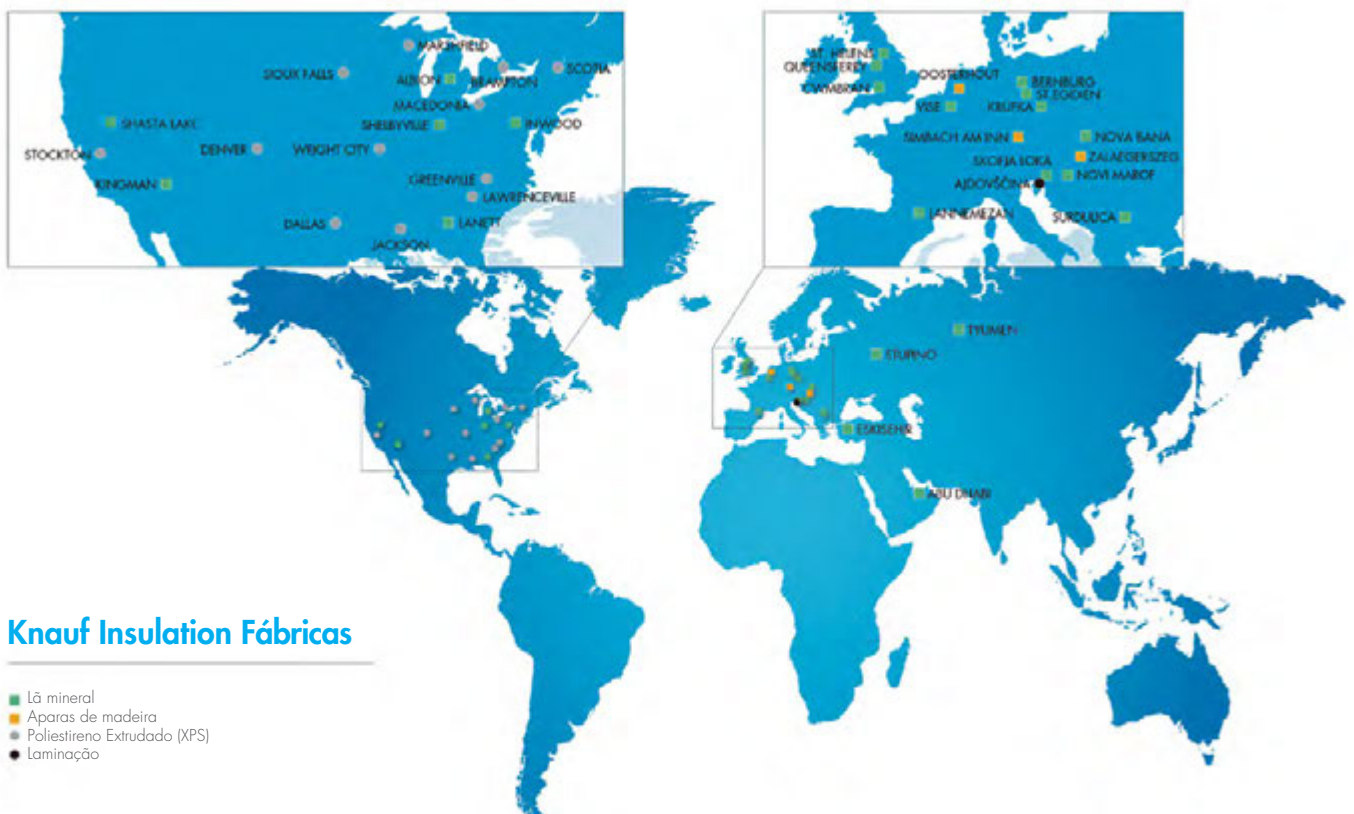 MARSHFIELD
SIOUX FALLS
ALBION
BRAMPTON
SCOTIA
MACEDONIA
SHASTA LAKE
SHELBYVILLE
INWOOD
STOCKTON
DENVER
WRIGHT CITY
KINGMAN
GREENVILLE
LAWRENCEVILLE
DALLAS
LANETT
JACKSON
ST. HELENS
QUEENSFERRY
OOSTERHOUT
CWMBRAN
BERNBURG
ST.EGIDIEN
VISE
KRUPKA
SIMBACH AM INN
NOVA BANA
ZALAEGERSZEG
SKOFJA LOKA
NOVI MAROF
AJDOVŠČINA
LANNEMEZAN
SURDULICA
TYUMEN
STUPINO
ESKISEHIR
ABU DHABI
Knauf Insulation Fábricas
Lã mineral
Aparas de madeira
Poliestireno Extrudado (XPS)
Laminação